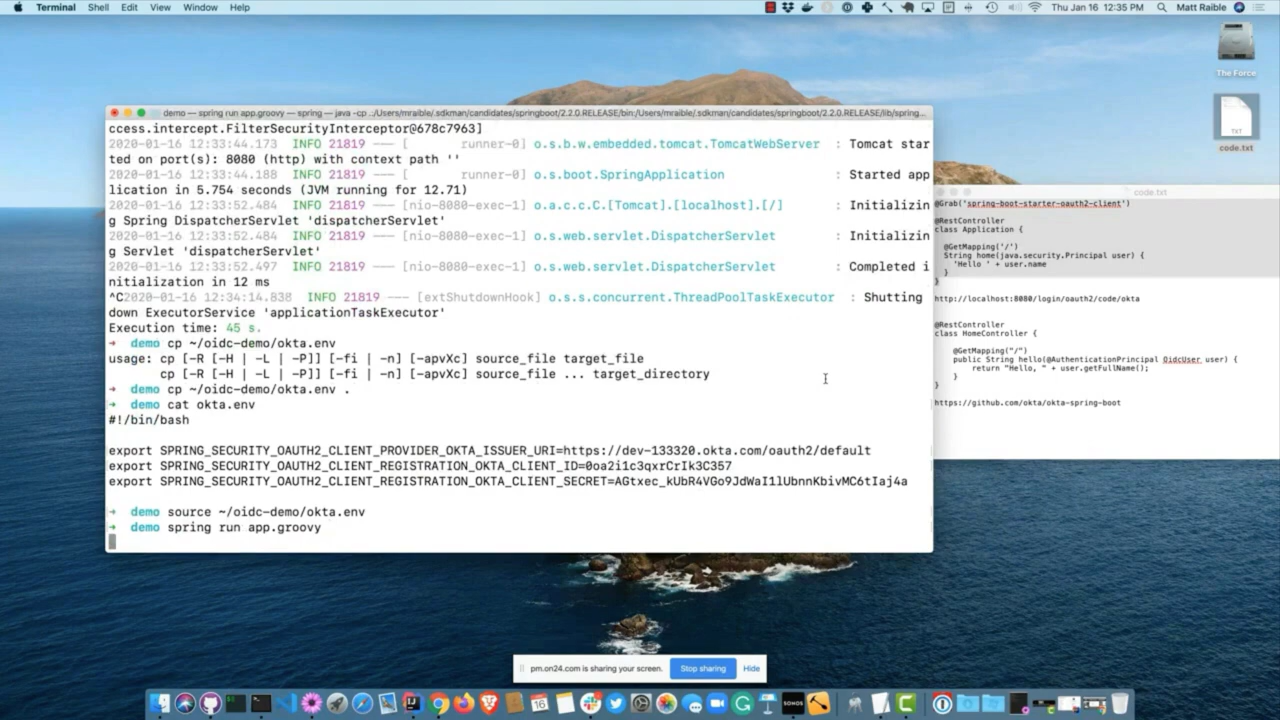 Terminal Shell Edit View Window Help Thu Jan 16 12:35 PM Matt Raible
The Force
TXT
code.txt
demo — spring run app.groovy — spring — java -cp ../Users/mraible/.sdkman/candidates/springboot/2.2.0.RELEASE/bin:/Users/mraible/.sdkman/candidates/springboot/2.2.0.RELEASE/lib/spring...
ccess.intercept.FilterSecurityInterceptor@678c7963]
2020-01-16 12:33:44.173 INFO 21819 --- [ runner-0] o.s.b.w.embedded.tomcat.TomcatWebServer : Tomcat star
ted on port(s): 8080 (http) with context path ''
2020-01-16 12:33:44.188 INFO 21819 --- [ runner-0] o.s.boot.SpringApplication : Started app
lication in 5.754 seconds (JVM running for 12.71)
2020-01-16 12:33:52.484 INFO 21819 --- [nio-8080-exec-1] o.a.c.c.C.[Tomcat].[localhost].[/] : Initializin
g Spring DispatcherServlet 'dispatcherServlet'
2020-01-16 12:33:52.484 INFO 21819 --- [nio-8080-exec-1] o.s.web.servlet.DispatcherServlet : Initializin
g Servlet 'dispatcherServlet'
2020-01-16 12:33:52.497 INFO 21819 --- [nio-8080-exec-1] o.s.web.servlet.DispatcherServlet : Completed i
nitialization in 12 ms
^C2020-01-16 12:34:14.838 INFO 21819 --- [extShutdownHook] o.s.s.concurrent.ThreadPoolTaskExecutor : Shutting
down ExecutorService 'applicationTaskExecutor'
Execution time: 45 s.
➜ demo cp ~/oidc-demo/okta.env
usage: cp [-R [-H | -L | -P]] [-fi | -n] [-apvXc] source_file target_file
cp [-R [-H | -L | -P]] [-fi | -n] [-apvXc] source_file ... target_directory
➜ demo cp ~/oidc-demo/okta.env .
➜ demo cat okta.env
#!/bin/bash
export SPRING_SECURITY_OAUTH2_CLIENT_PROVIDER_OKTA_ISSUER_URI=https://dev-133320.okta.com/oauth2/default
export SPRING_SECURITY_OAUTH2_CLIENT_REGISTRATION_OKTA_CLIENT_ID=0oa2i1c3qxrCrIk3C357
export SPRING_SECURITY_OAUTH2_CLIENT_REGISTRATION_OKTA_CLIENT_SECRET=AGtxec_kUbR4VGo9JdWaI1lUbnnKbivMC6tIaj4a
➜ demo source ~/oidc-demo/okta.env
➜ demo spring run app.groovy
code.txt
@Grab('spring-boot-starter-oauth2-client')
@RestController
class Application {
@GetMapping('/')
String home(java.security.Principal user) {
'Hello ' + user.name
}
}
http://localhost:8080/login/oauth2/code/okta
@RestController
class HomeController {
@GetMapping("/")
public String hello(@AuthenticationPrincipal OidcUser user) {
return "Hello, " + user.getFullName();
}
}
https://github.com/okta/okta-spring-boot
pm.on24.com is sharing your screen. Stop sharing Hide
16
SONOS